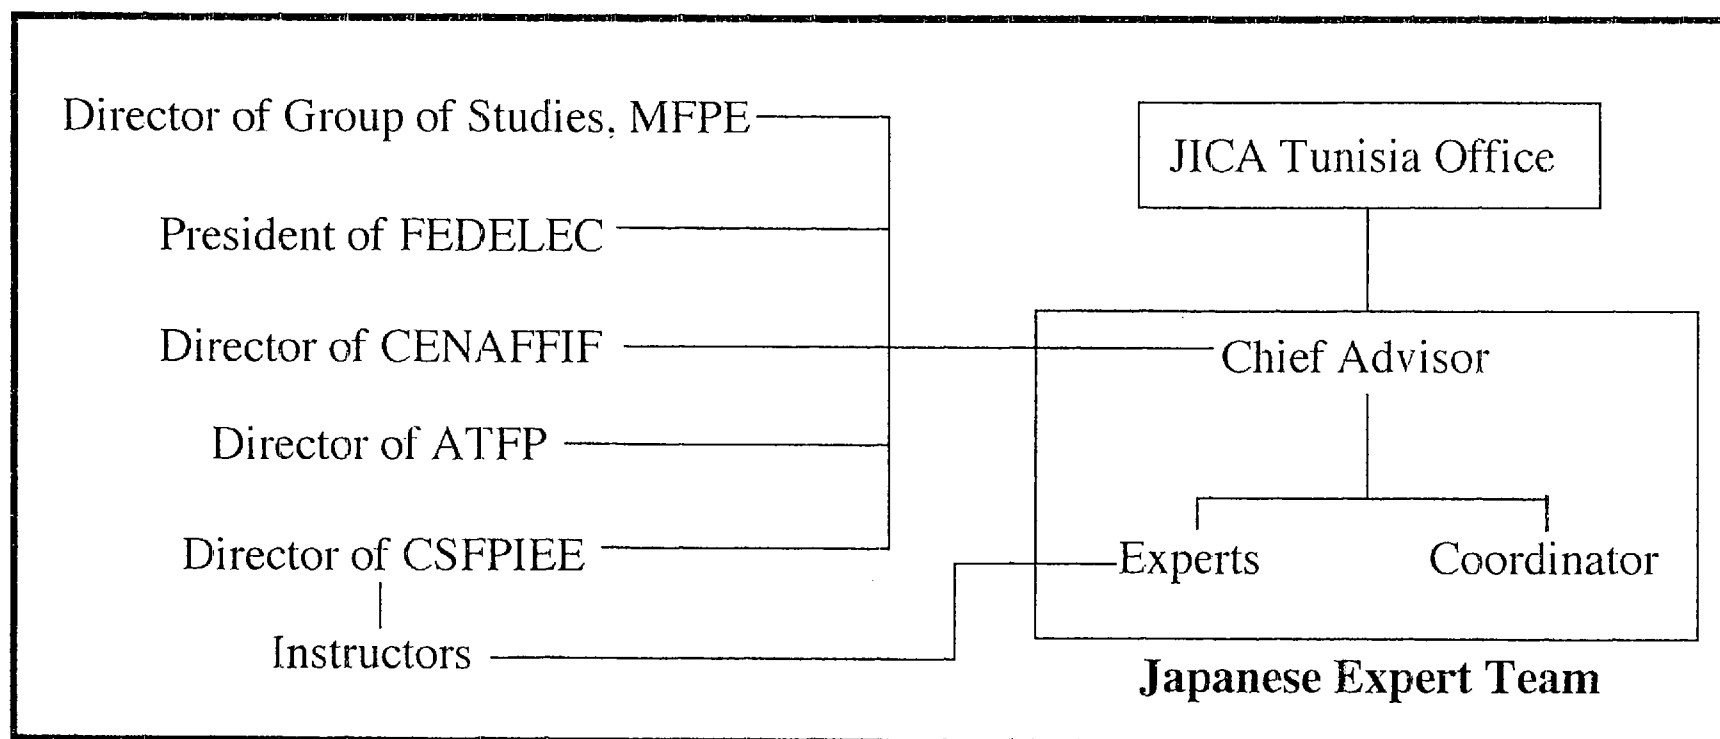 Director of Group of Studies, MFPE
President of FEDELEC
Director of CENAFFIF
Director of ATFP
Director of CSFPIEE
Instructors
JICA Tunisia Office
Chief Advisor
Experts
Coordinator
Japanese Expert Team